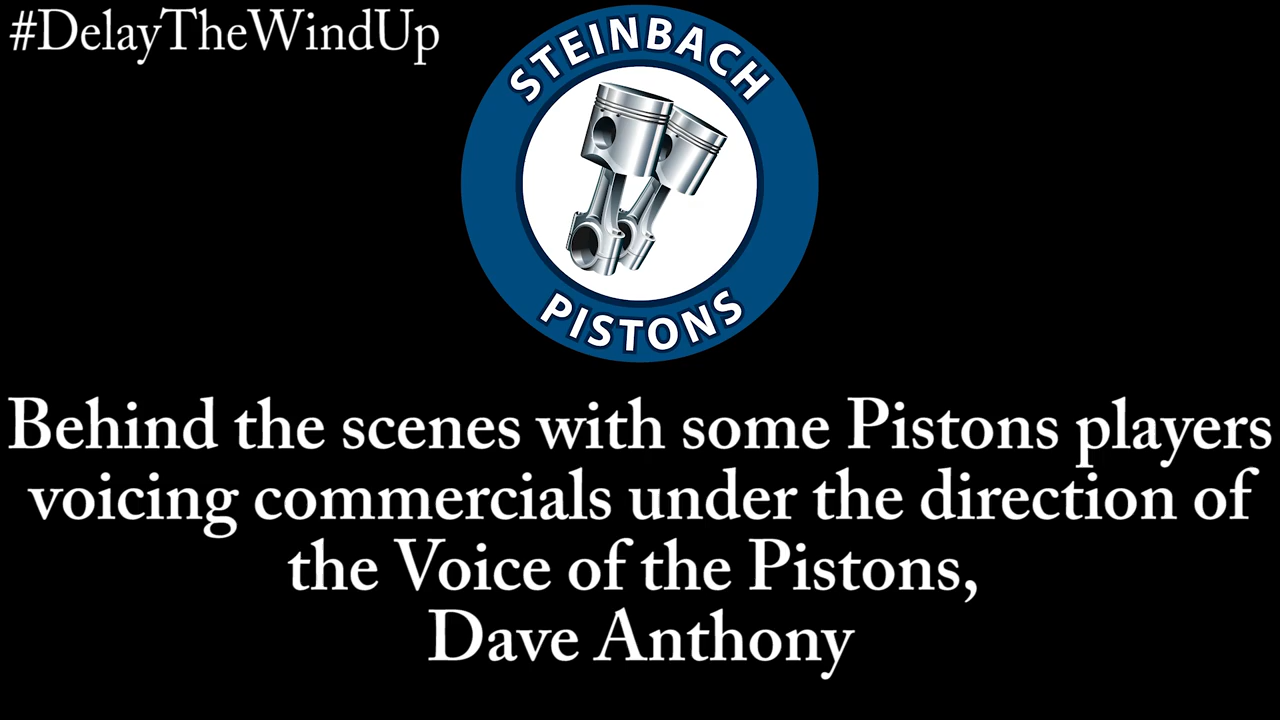 #DelayTheWindUp
STEINBACH
PISTONS
Behind the scenes with some Pistons players
voicing commercials under the direction of
the Voice of the Pistons,
Dave Anthony